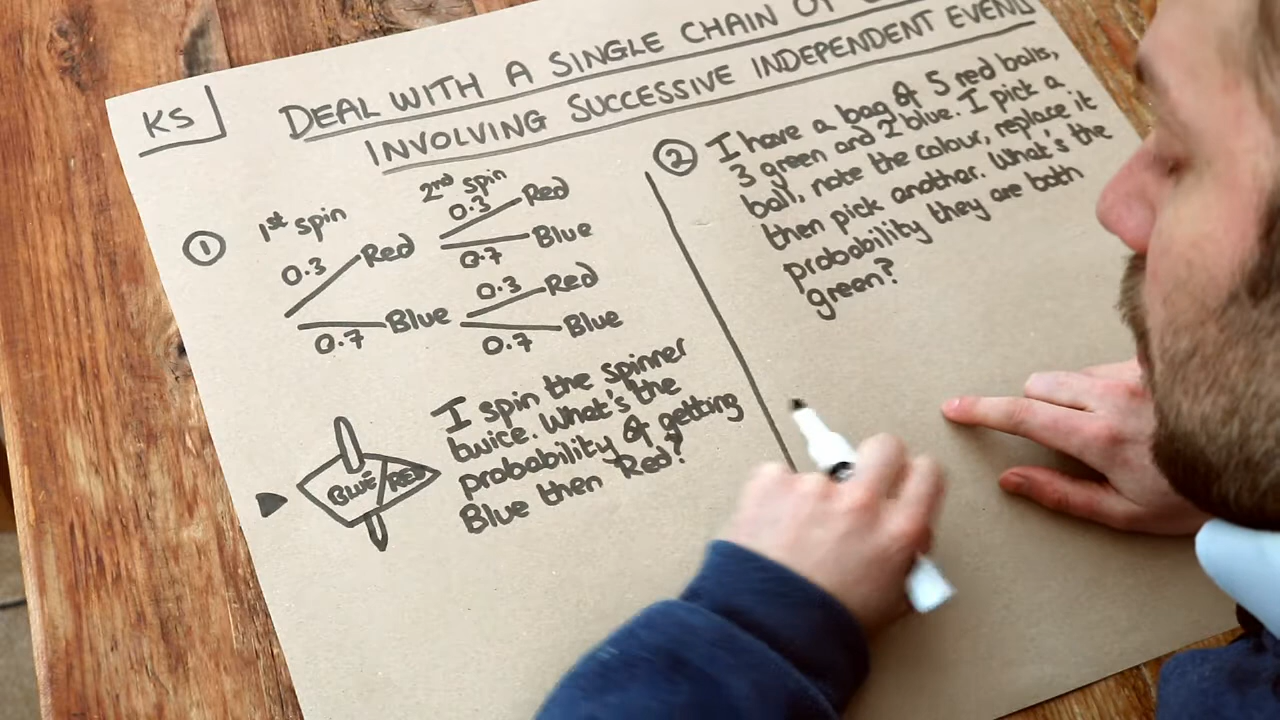 KS
DEAL WITH A SINGLE CHAIN OF
INVOLVING SUCCESSIVE INDEPENDENT EVENTS
1
1st spin
2nd spin
0.3
Red
0.3
Red
0.7
Blue
0.7
Blue
0.3
Red
0.7
Blue
BLUE
RED
I spin the spinner
twice. What's the
probability of getting
Blue then Red?
2
I have a bag of 5 red balls,
3 green and 2 blue. I pick a
ball, note the colour, replace it
then pick another. What's the
probability they are both
green?